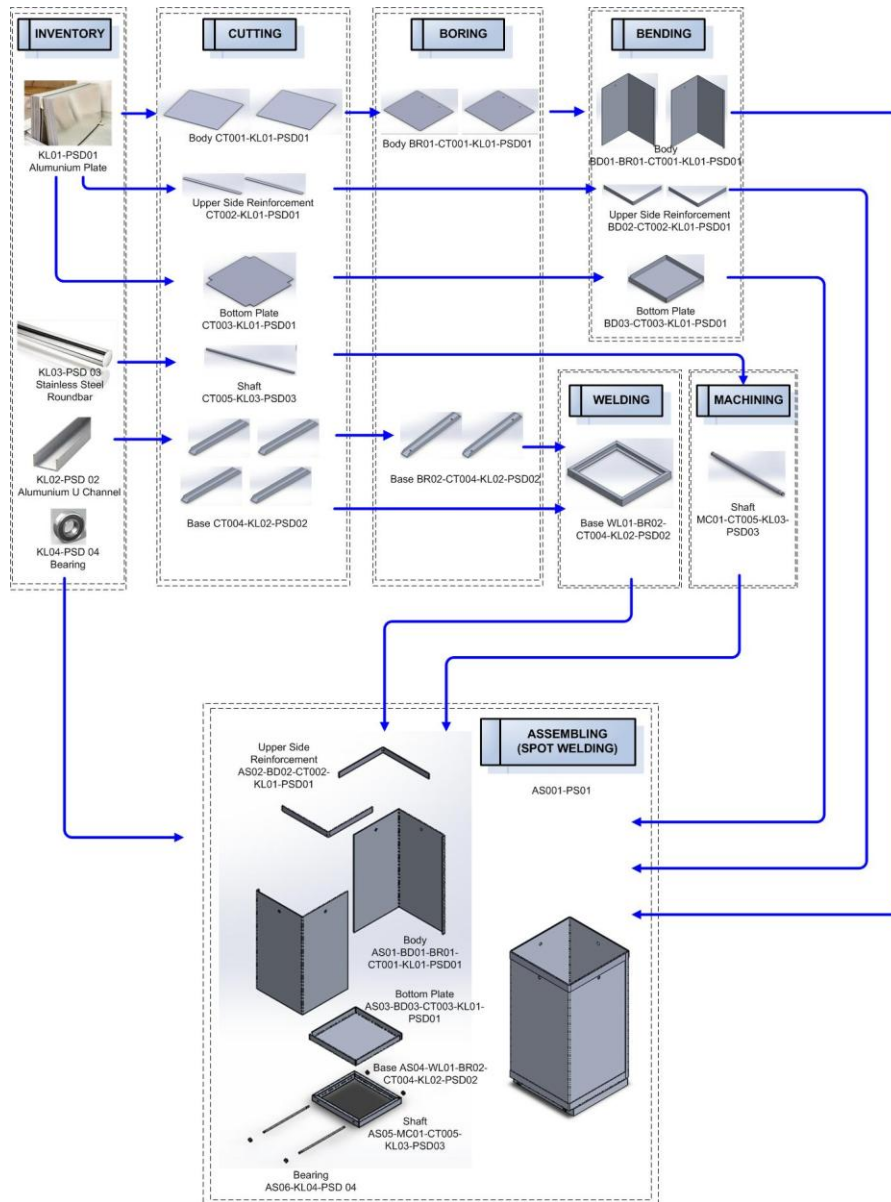 INVENTORY
CUTTING
BORING
BENDING
KL01-PSD01
Alumunium Plate
Body CT001-KL01-PSD01
Body BR01-CT001-KL01-PSD01
Body
BD01-BR01-CT001-KL01-PSD01
Upper Side Reinforcement
CT002-KL01-PSD01
Upper Side Reinforcement
BD02-CT002-KL01-PSD01
Bottom Plate
CT003-KL01-PSD01
Bottom Plate
BD03-CT003-KL01-PSD01
KL03-PSD 03
Stainless Steel
Roundbar
Shaft
CT005-KL03-PSD03
WELDING
MACHINING
KL02-PSD 02
Alumunium U Channel
Base CT004-KL02-PSD02
Base BR02-CT004-KL02-PSD02
Base WL01-BR02-
CT004-KL02-PSD02
Shaft
MC01-CT005-KL03-
PSD03
KL04-PSD 04
Bearing
ASSEMBLING
(SPOT WELDING)
AS001-PS01
Upper Side
Reinforcement
AS02-BD02-CT002-
KL01-PSD01
Body
AS01-BD01-BR01-
CT001-KL01-PSD01
Bottom Plate
AS03-BD03-CT003-KL01-
PSD01
Base AS04-WL01-BR02-
CT004-KL02-PSD02
Shaft
AS05-MC01-CT005-
KL03-PSD03
Bearing
AS06-KL04-PSD 04